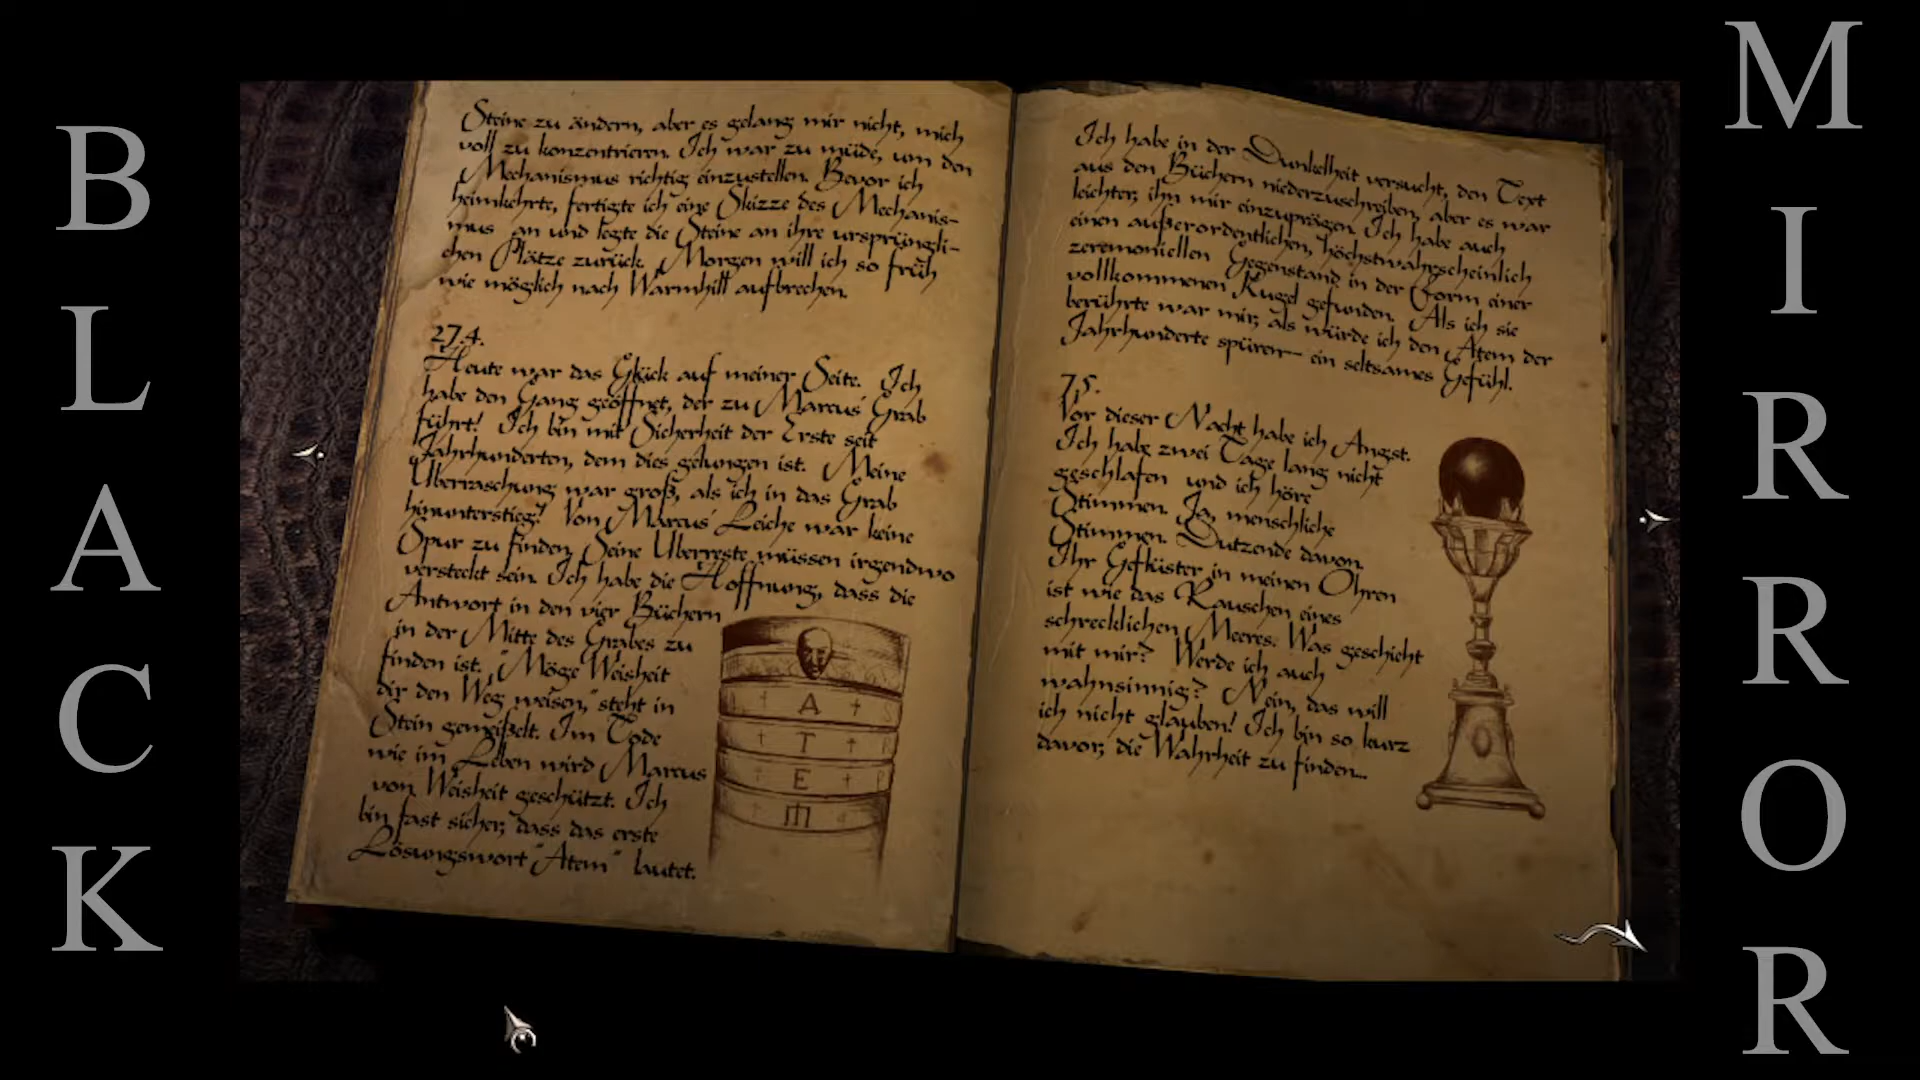 BLACK
Steine zu ändern, aber es gelang mir nicht, mich
voll zu konzentrieren. Ich war zu müde, um den
Mechanismus richtig einzustellen. Bevor ich
heimkehrte, fertigte ich eine Skizze des Mechanis-
mus an und legte die Steine an ihre ursprüngli-
chen Plätze zurück. Morgen will ich so früh
wie möglich nach Warmhill aufbrechen.
27.4.
Heute war das Glück auf meiner Seite. Ich
habe den Gang geöffnet, der zu Marcus' Grab
führt! Ich bin mit Sicherheit der Erste seit
Jahrhunderten, dem dies gelungen ist. Meine
Überraschung war groß, als ich in das Grab
hinunterstieg! Von Marcus' Leiche war keine
Spur zu finden. Seine Überreste müssen irgendwo
versteckt sein. Ich habe die Hoffnung, dass die
Antwort in den vier Büchern
in der Mitte des Grabes zu
finden ist. "Möge Weisheit
dir den Weg weisen," steht in
Stein gemeißelt. Im Tode
wie im Leben wird Marcus
von Weisheit geschützt. Ich
bin fast sicher, dass das erste
Lösungswort "Atem" lautet.
A
T
E
M
Ich habe in der Dunkelheit versucht, den Text
aus den Büchern niederzuschreiben, aber es war
leichter, ihn mir einzuprägen. Ich habe auch
einen außerordentlichen, höchstwahrscheinlich
zeremoniellen Gegenstand in der Form einer
vollkommenen Kugel gefunden. Als ich sie
berührte war mir, als würde ich den Atem der
Jahrhunderte spüren - ein seltsames Gefühl.
7.5.
Vor dieser Nacht habe ich Angst.
Ich habe zwei Tage lang nicht
geschlafen und ich höre
Stimmen. Ja, menschliche
Stimmen. Dutzende davon.
Ihr Geflüster in meinen Ohren
ist wie das Rauschen eines
schrecklichen Meeres. Was geschieht
mit mir? Werde ich auch
wahnsinnig? Nein, das will
ich nicht glauben! Ich bin so kurz
davor, die Wahrheit zu finden...
MIRROR